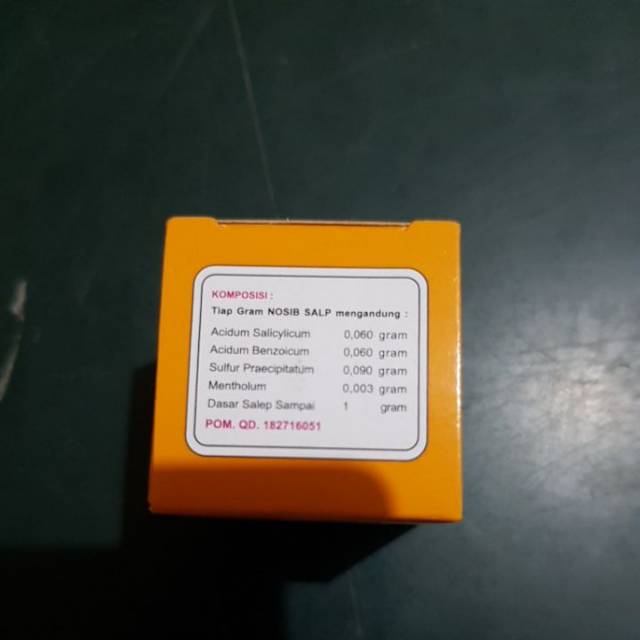 KOMPOSISI :
Tiap Gram NOSIB SALP mengandung :
Acidum Salicylicum 0,060 gram
Acidum Benzoicum 0,060 gram
Sulfur Praecipitatum 0,090 gram
Mentholum 0,003 gram
Dasar Salep Sampai 1 gram
POM. QD. 182716051